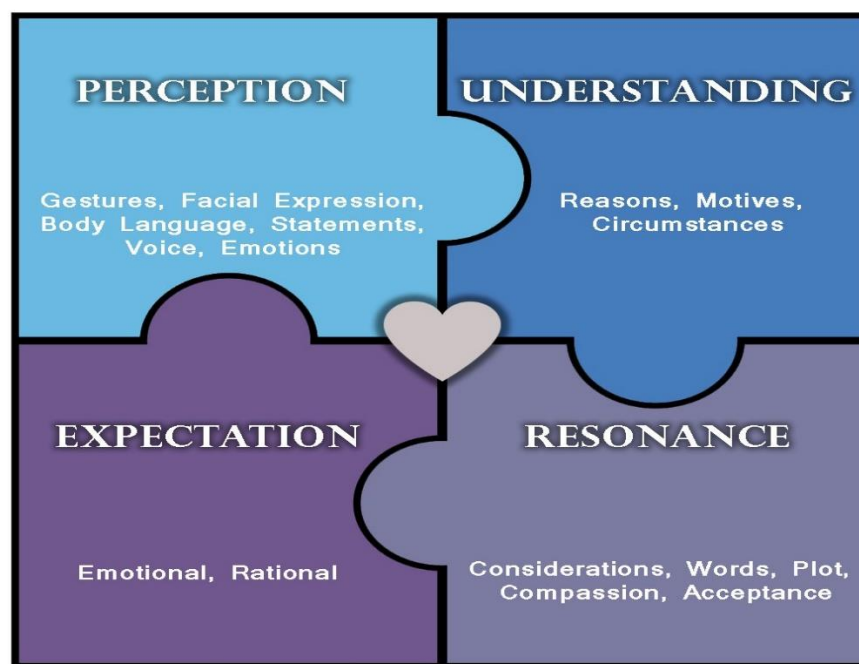 PERCEPTION
Gestures, Facial Expression,
Body Language, Statements,
Voice, Emotions
UNDERSTANDING
Reasons, Motives,
Circumstances
EXPECTATION
Emotional, Rational
RESONANCE
Considerations, Words, Plot,
Compassion, Acceptance